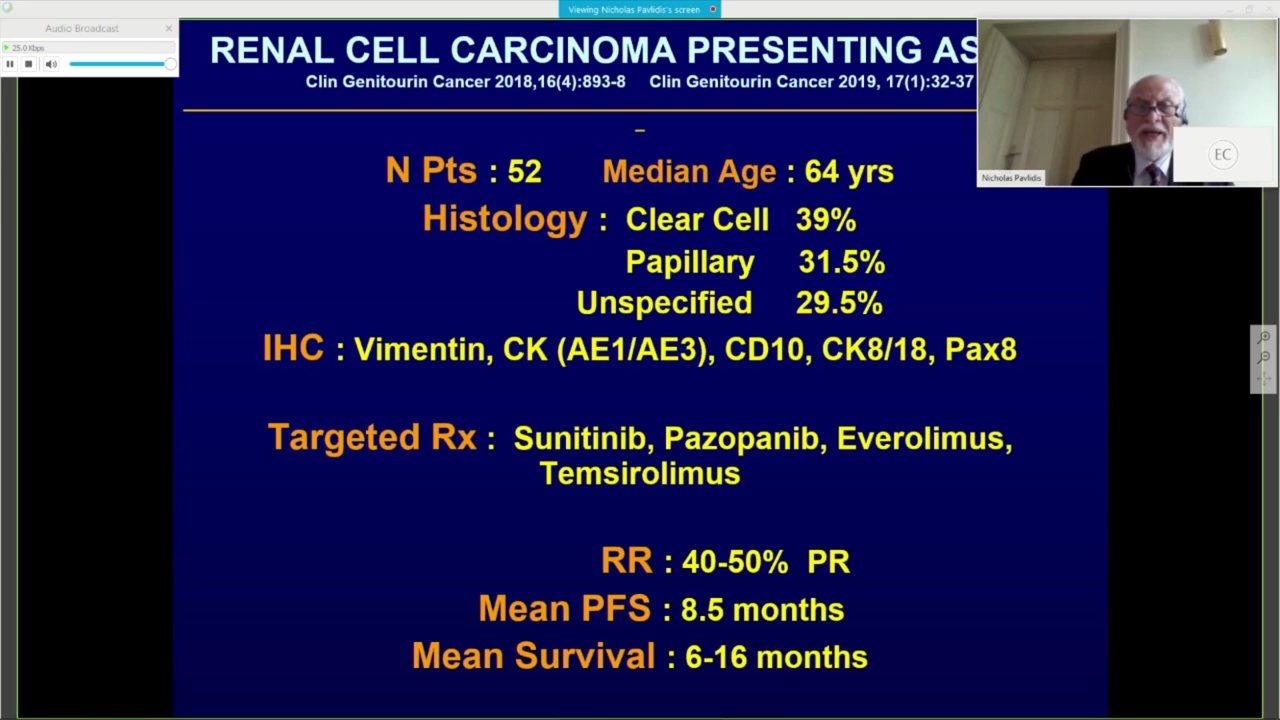 Viewing Nicholas Pavlidis's screen
Audio Broadcast
25.0 Kbps
RENAL CELL CARCINOMA PRESENTING AS
Clin Genitourin Cancer 2018,16(4):893-8 Clin Genitourin Cancer 2019, 17(1):32-37
EC
Nicholas Pavlidis
N Pts : 52 Median Age : 64 yrs
Histology : Clear Cell 39%
Papillary 31.5%
Unspecified 29.5%
IHC : Vimentin, CK (AE1/AE3), CD10, CK8/18, Pax8
Targeted Rx : Sunitinib, Pazopanib, Everolimus,
Temsirolimus
RR : 40-50% PR
Mean PFS : 8.5 months
Mean Survival : 6-16 months